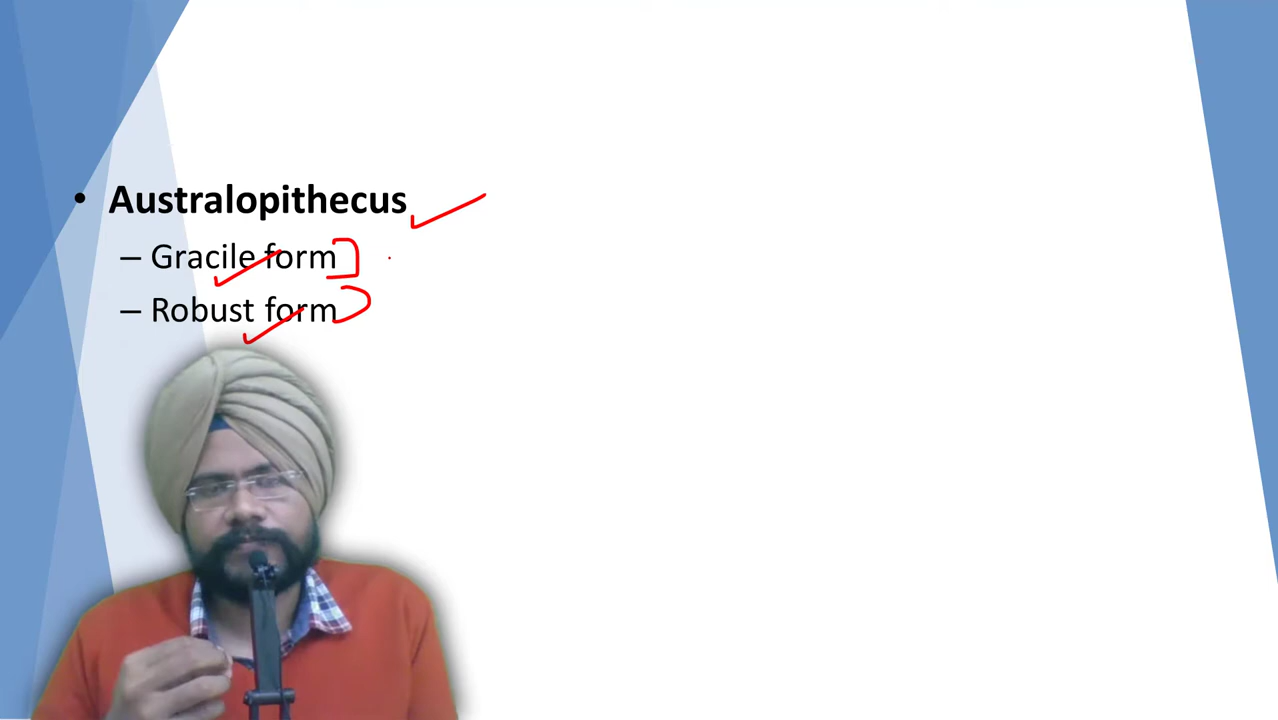 • Australopithecus
– Gracile form
– Robust form